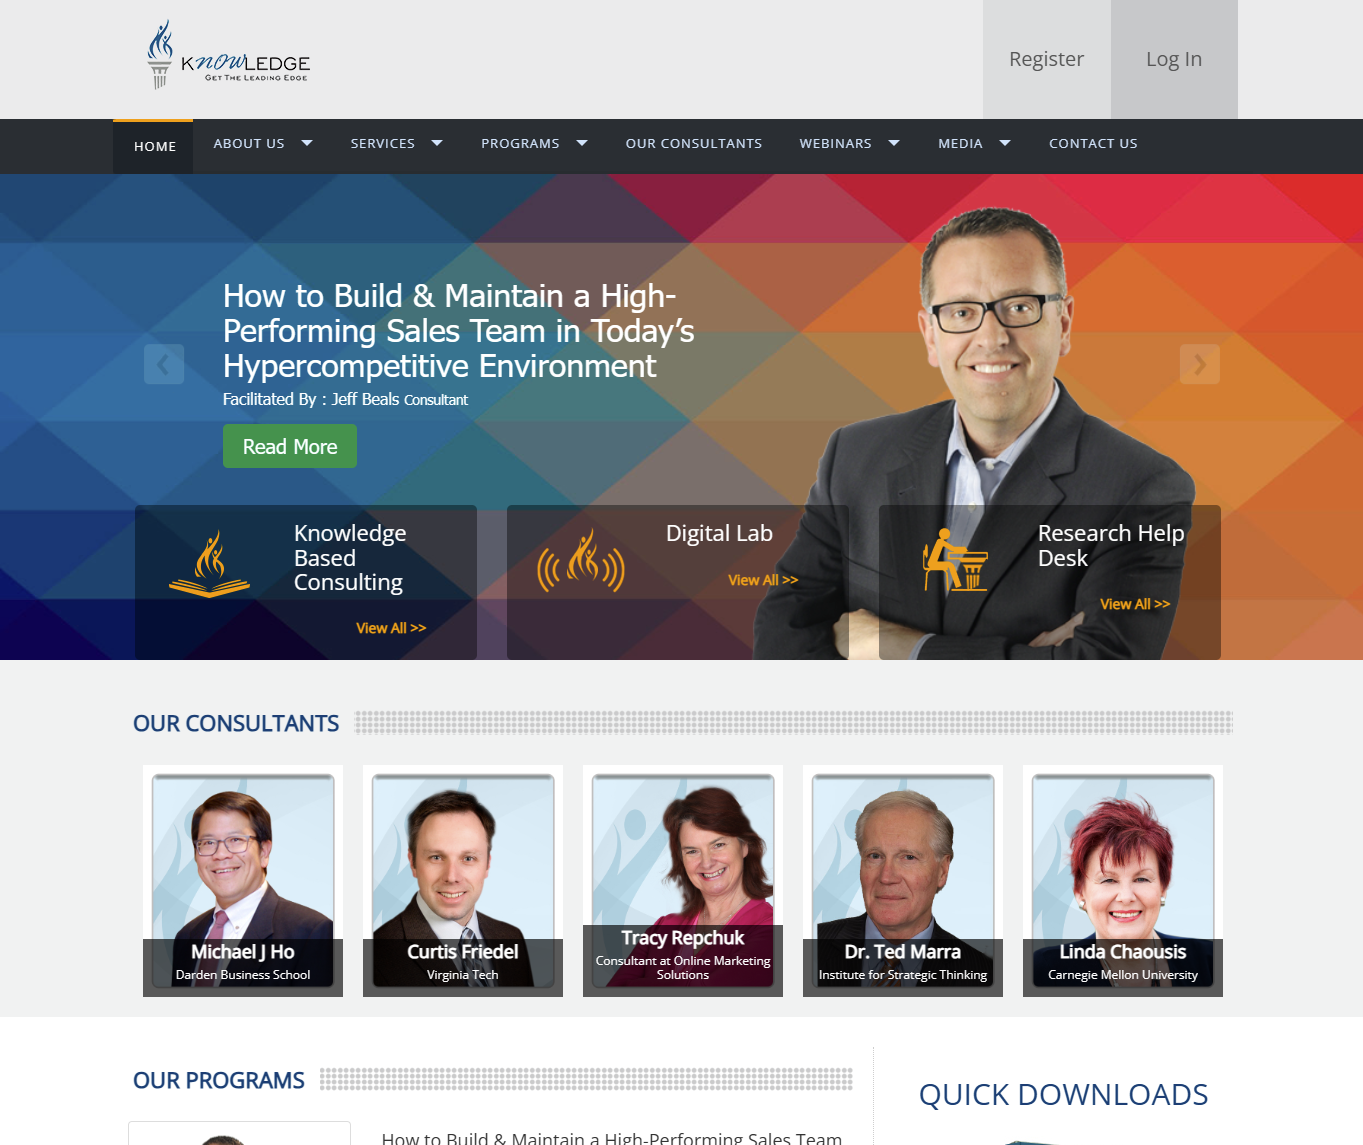 KnowLEDGE
GET THE LEADING EDGE
Register
Log In
HOME
ABOUT US
SERVICES
PROGRAMS
OUR CONSULTANTS
WEBINARS
MEDIA
CONTACT US
How to Build & Maintain a High-
Performing Sales Team in Today’s
Hypercompetitive Environment
Facilitated By : Jeff Beals Consultant
Read More
Knowledge
Based
Consulting
View All >>
Digital Lab
View All >>
Research Help
Desk
View All >>
OUR CONSULTANTS
Michael J Ho
Darden Business School
Curtis Friedel
Virginia Tech
Tracy Repchuk
Consultant at Online Marketing
Solutions
Dr. Ted Marra
Institute for Strategic Thinking
Linda Chaousis
Carnegie Mellon University
OUR PROGRAMS
How to Build & Maintain a High-Performing Sales Team
QUICK DOWNLOADS